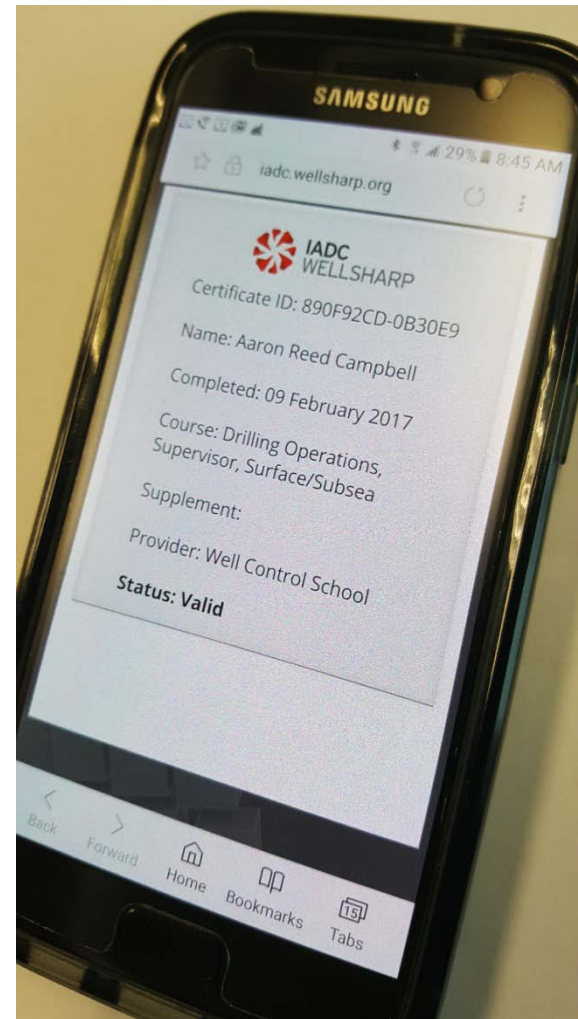 SAMSUNG
29% 8:45 AM
iadc.wellsharp.org
IADC
WELLSHARP
Certificate ID: 890F92CD-0B30E9
Name: Aaron Reed Campbell
Completed: 09 February 2017
Course: Drilling Operations,
Supervisor, Surface/Subsea
Supplement:
Provider: Well Control School
Status: Valid
Back Forward Home Bookmarks 15 Tabs